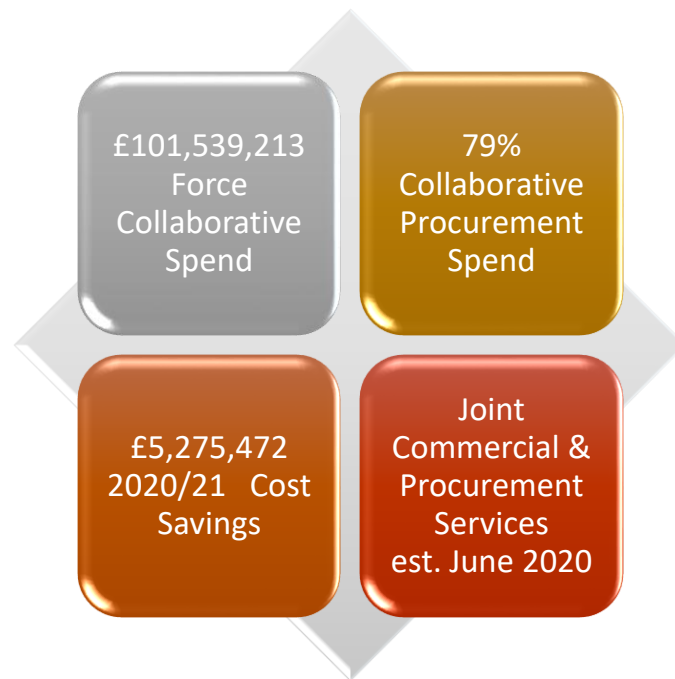 £101,539,213
Force
Collaborative
Spend
79%
Collaborative
Procurement
Spend
£5,275,472
2020/21 Cost
Savings
Joint
Commercial &
Procurement
Services
est. June 2020